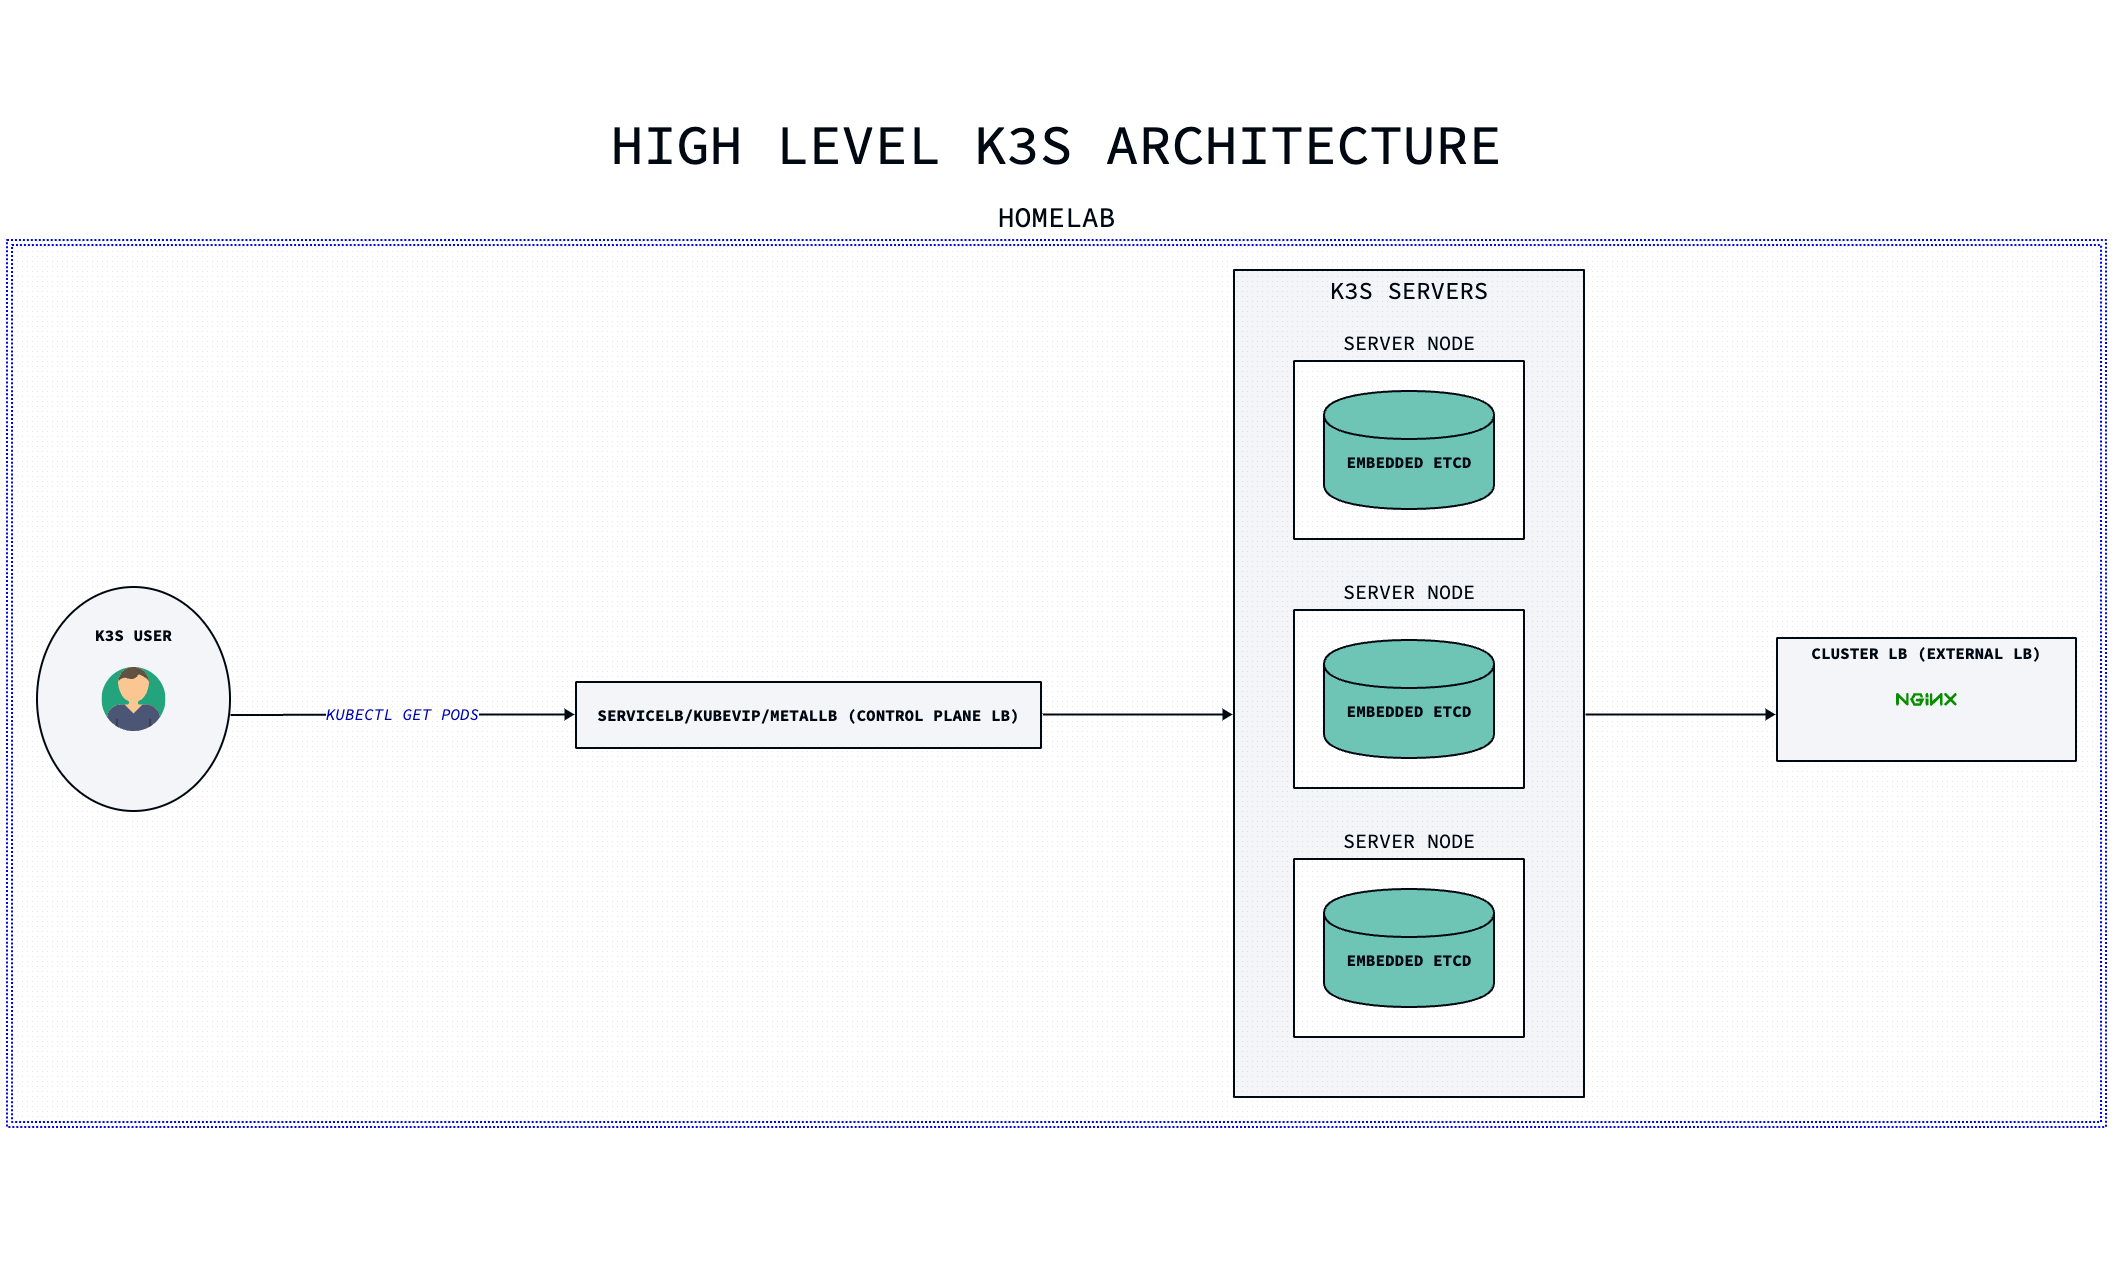 HIGH LEVEL K3S ARCHITECTURE
HOMELAB
K3S USER
KUBECTL GET PODS
SERVICELB/KUBEVIP/METALLB (CONTROL PLANE LB)
K3S SERVERS
SERVER NODE
EMBEDDED ETCD
SERVER NODE
EMBEDDED ETCD
SERVER NODE
EMBEDDED ETCD
CLUSTER LB (EXTERNAL LB)
NGiNX